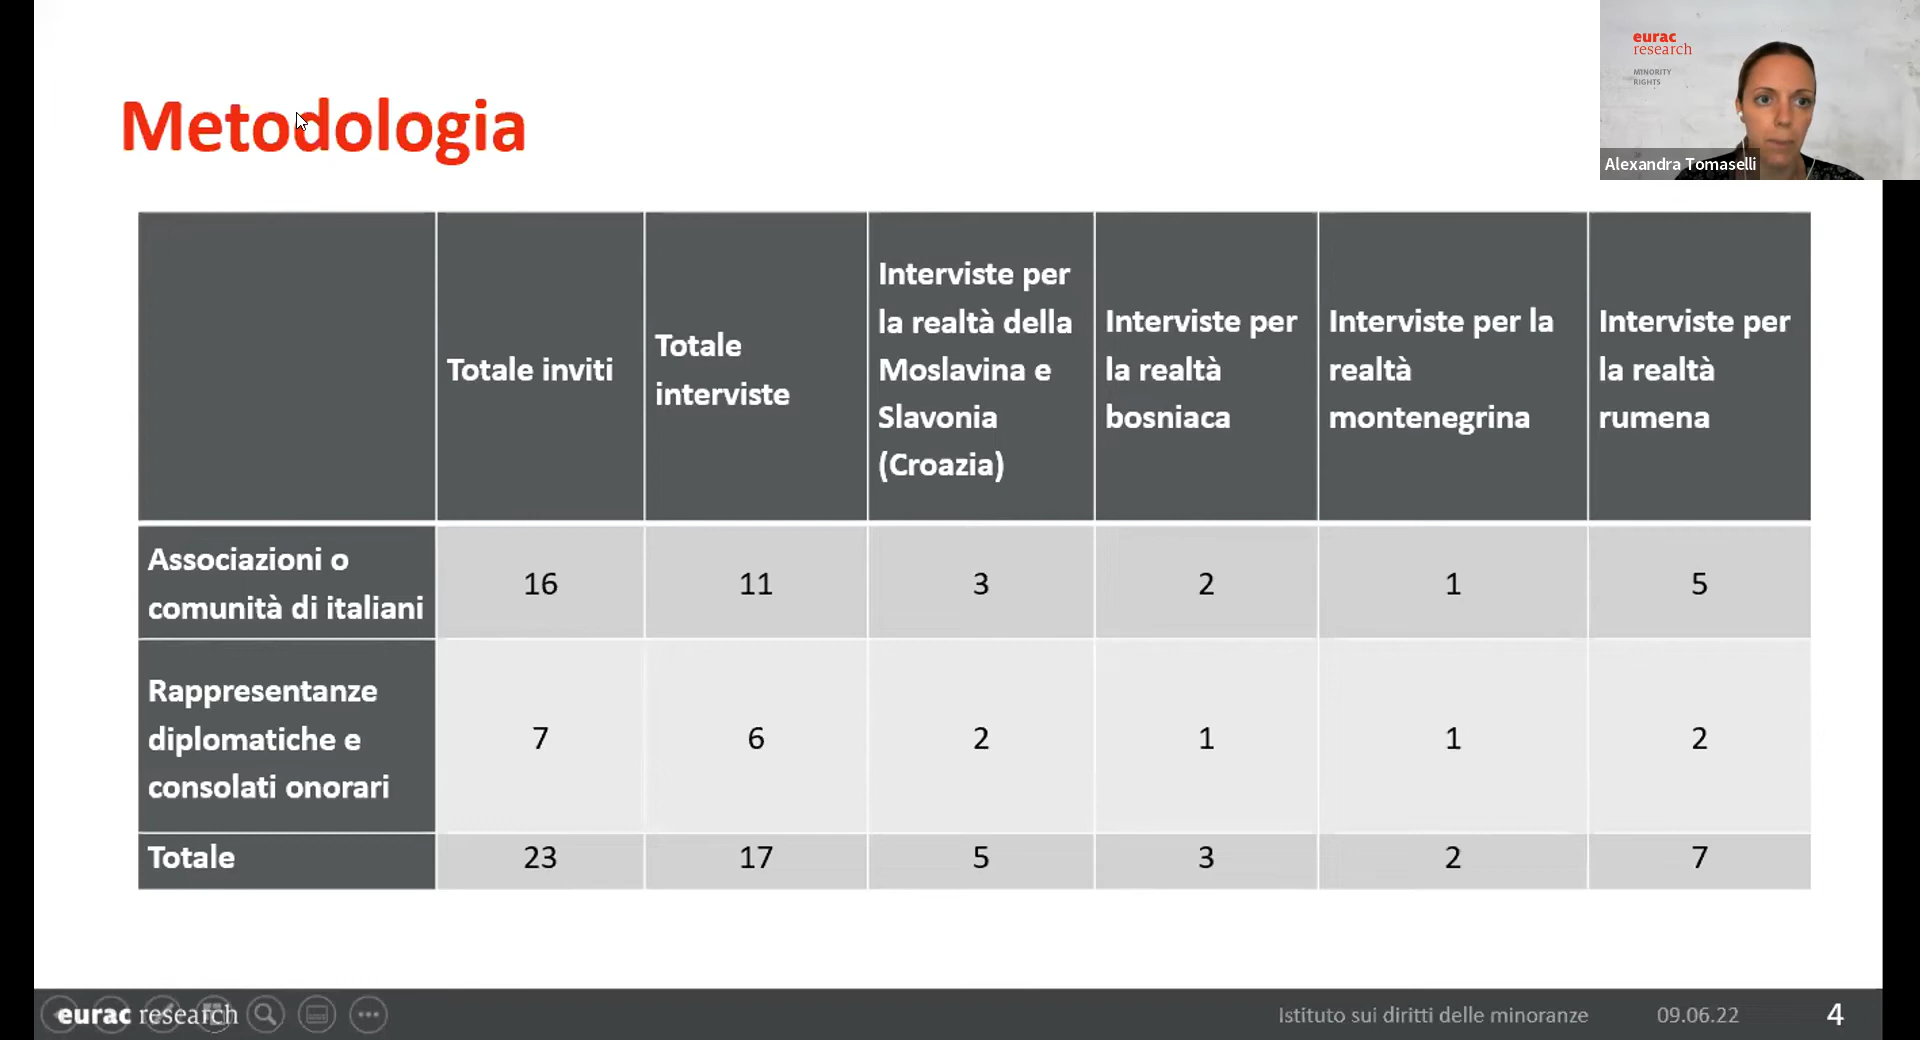 Metodologia
eurac
research
MINORITY
RIGHTS
Alexandra Tomaselli
Totale inviti
Totale
interviste
Interviste per
la realtà della
Moslavina e
Slavonia
(Croazia)
Interviste per
la realtà
bosniaca
Interviste per la
realtà
montenegrina
Interviste per
la realtà
rumena
Associazioni o
comunità di italiani
16
11
3
2
1
5
Rappresentanze
diplomatiche e
consolati onorari
7
6
2
1
1
2
Totale
23
17
5
3
2
7
eurac research
Istituto sui diritti delle minoranze
09.06.22
4